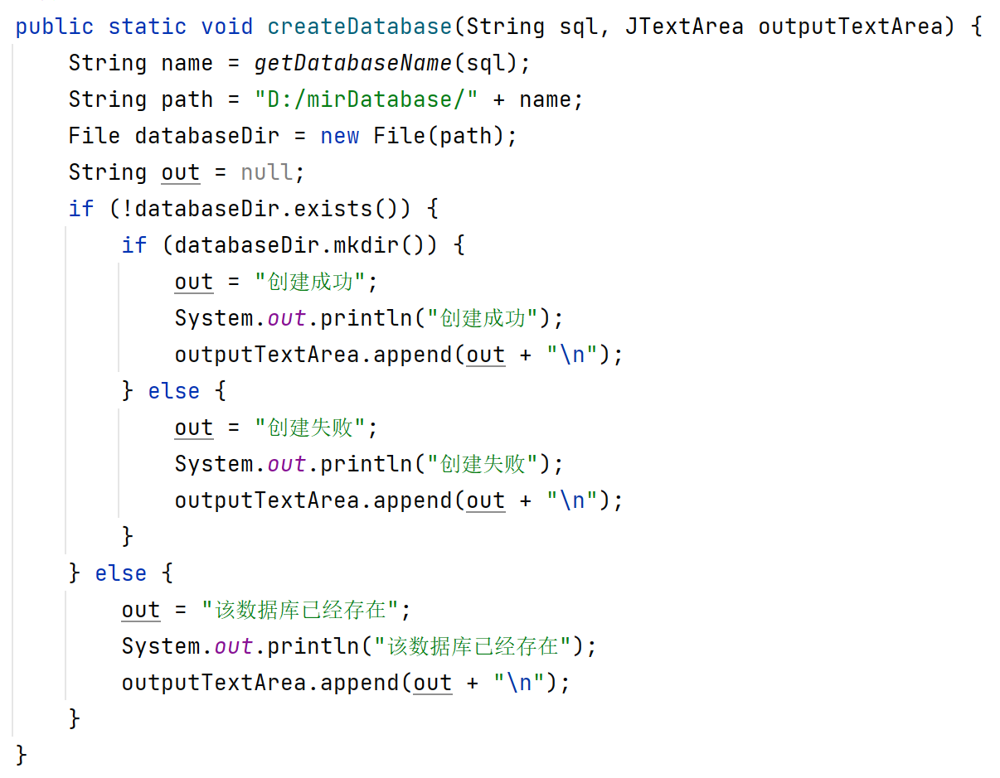 public static void createDatabase(String sql, JTextArea outputTextArea) {
    String name = getDatabaseName(sql);
    String path = "D:/mirDatabase/" + name;
    File databaseDir = new File(path);
    String out = null;
    if (!databaseDir.exists()) {
        if (databaseDir.mkdir()) {
            out = "创建成功";
            System.out.println("创建成功");
            outputTextArea.append(out + "\n");
        } else {
            out = "创建失败";
            System.out.println("创建失败");
            outputTextArea.append(out + "\n");
        }
    } else {
        out = "该数据库已经存在";
        System.out.println("该数据库已经存在");
        outputTextArea.append(out + "\n");
    }
}